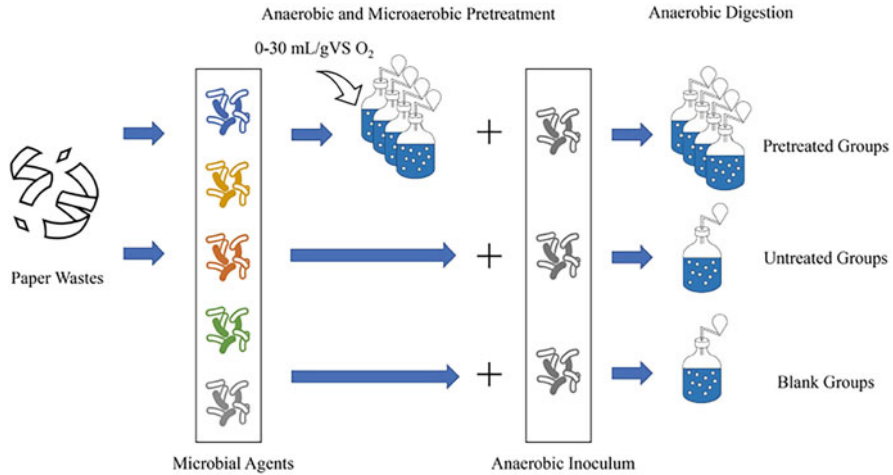 Anaerobic and Microaerobic Pretreatment
Anaerobic Digestion
0-30 mL/gVS O₂
Pretreated Groups
Paper Wastes
Untreated Groups
Blank Groups
Microbial Agents
Anaerobic Inoculum